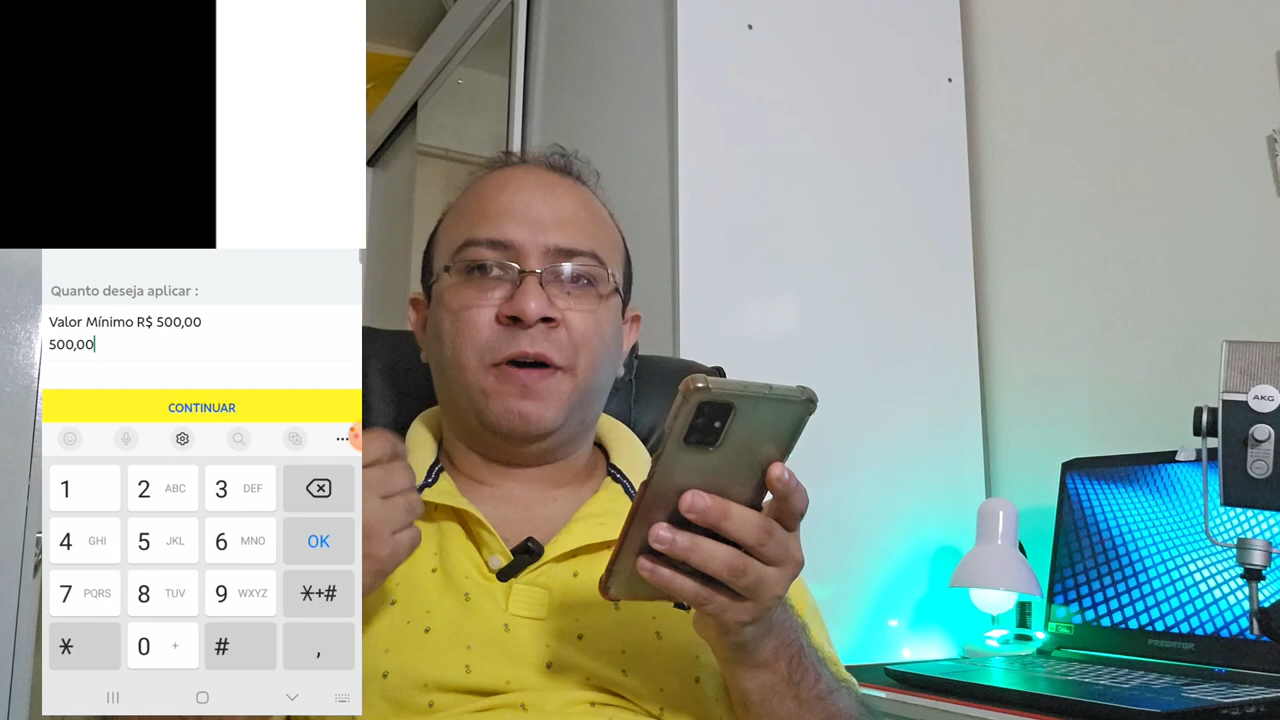 Quanto deseja aplicar :
Valor Mínimo R$ 500,00
500,00
CONTINUAR
1
2 ABC
3 DEF
4 GHI
5 JKL
6 MNO
OK
7 PQRS
8 TUV
9 WXYZ
*+#
*
0 +
#
,
AKG
PREDATOR